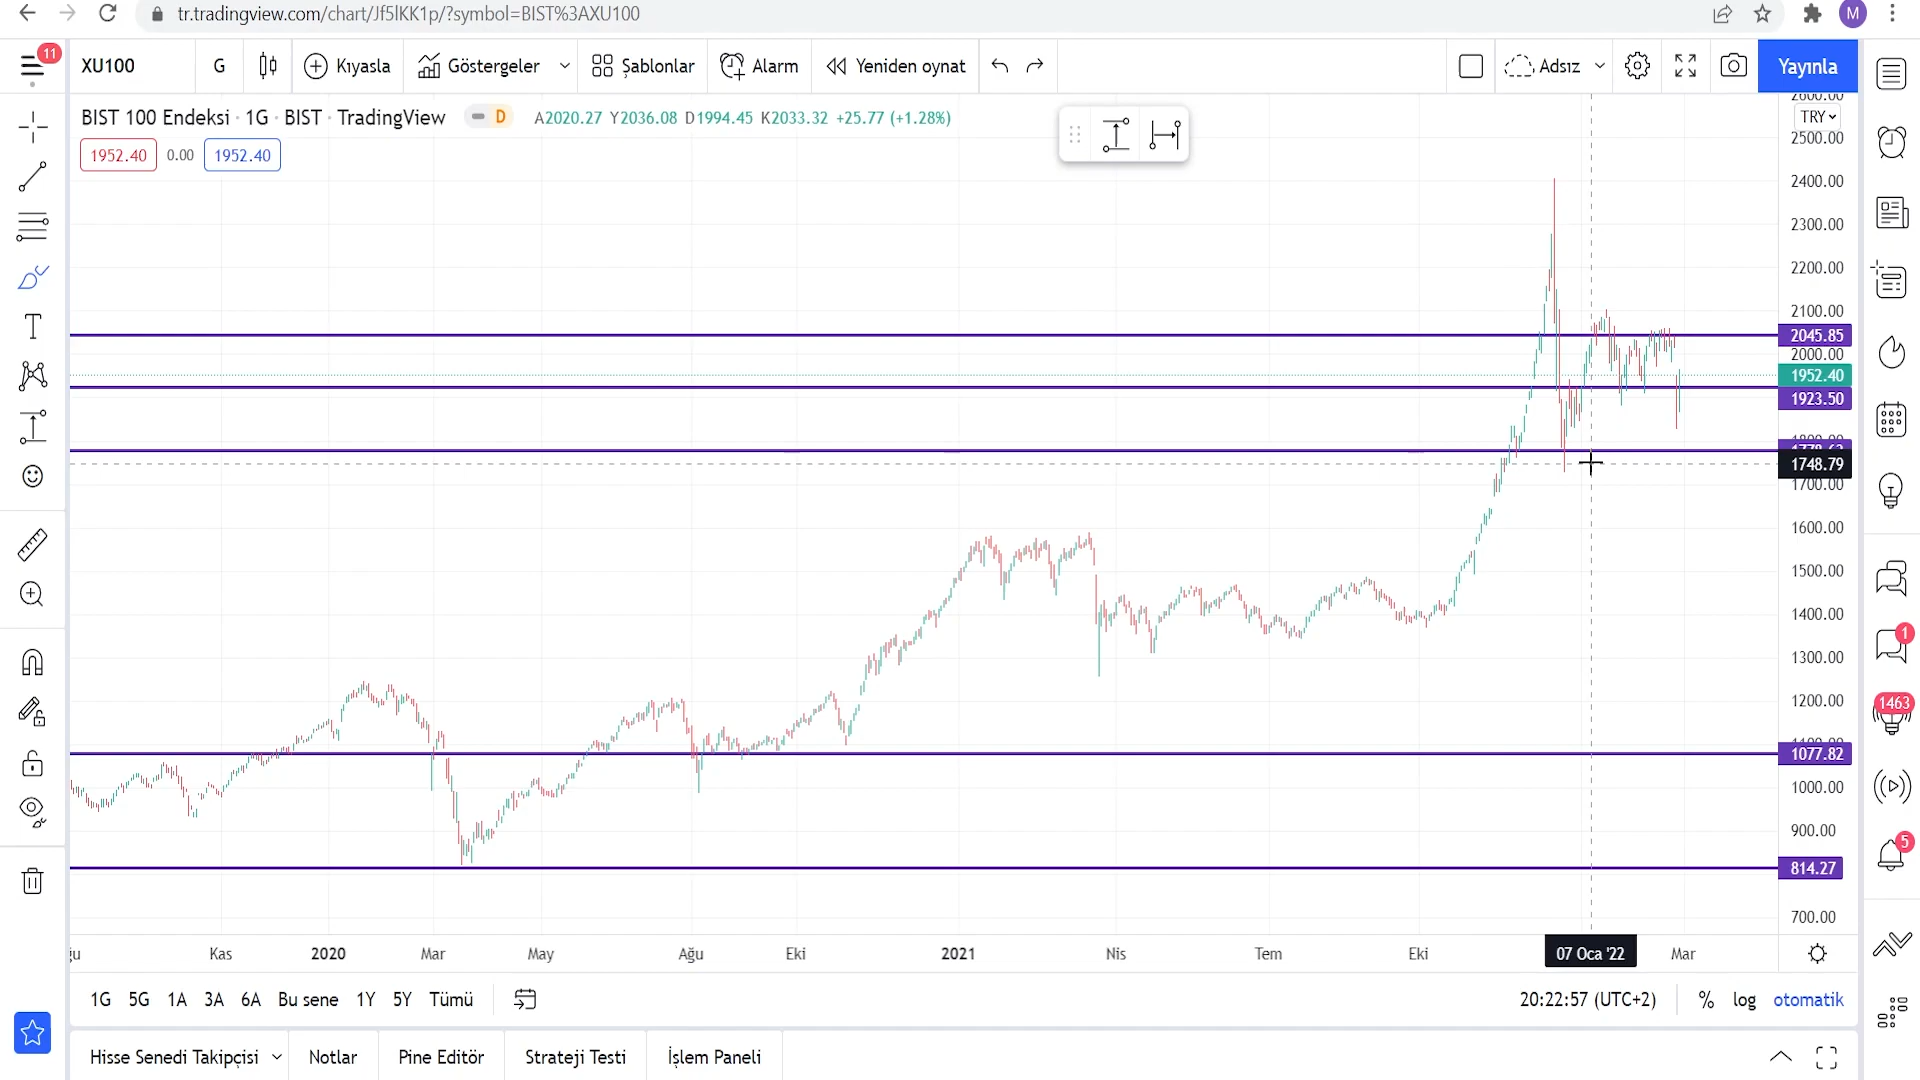 tr.tradingview.com/chart/Jf5lKK1p/?symbol=BIST%3AXU100
M
11
XU100
G
Kıyasla
Göstergeler
Şablonlar
Alarm
Yeniden oynat
Adsız
Yayınla
BIST 100 Endeksi · 1G · BIST · TradingView
D
A2020.27 Y2036.08 D1994.45 K2033.32 +25.77 (+1.28%)
1952.40
0.00
1952.40
TRY
2600.00
2500.00
2400.00
2300.00
2200.00
2100.00
2045.85
2000.00
1952.40
1923.50
1748.79
1700.00
1600.00
1500.00
1400.00
1300.00
1200.00
1077.82
1000.00
900.00
814.27
700.00
1
1463
5
Kas
2020
Mar
May
Ağu
Eki
2021
Nis
Tem
Eki
07 Oca '22
Mar
1G 5G 1A 3A 6A Bu sene 1Y 5Y Tümü
20:22:57 (UTC+2)
%
log
otomatik
Hisse Senedi Takipçisi
Notlar
Pine Editör
Strateji Testi
İşlem Paneli